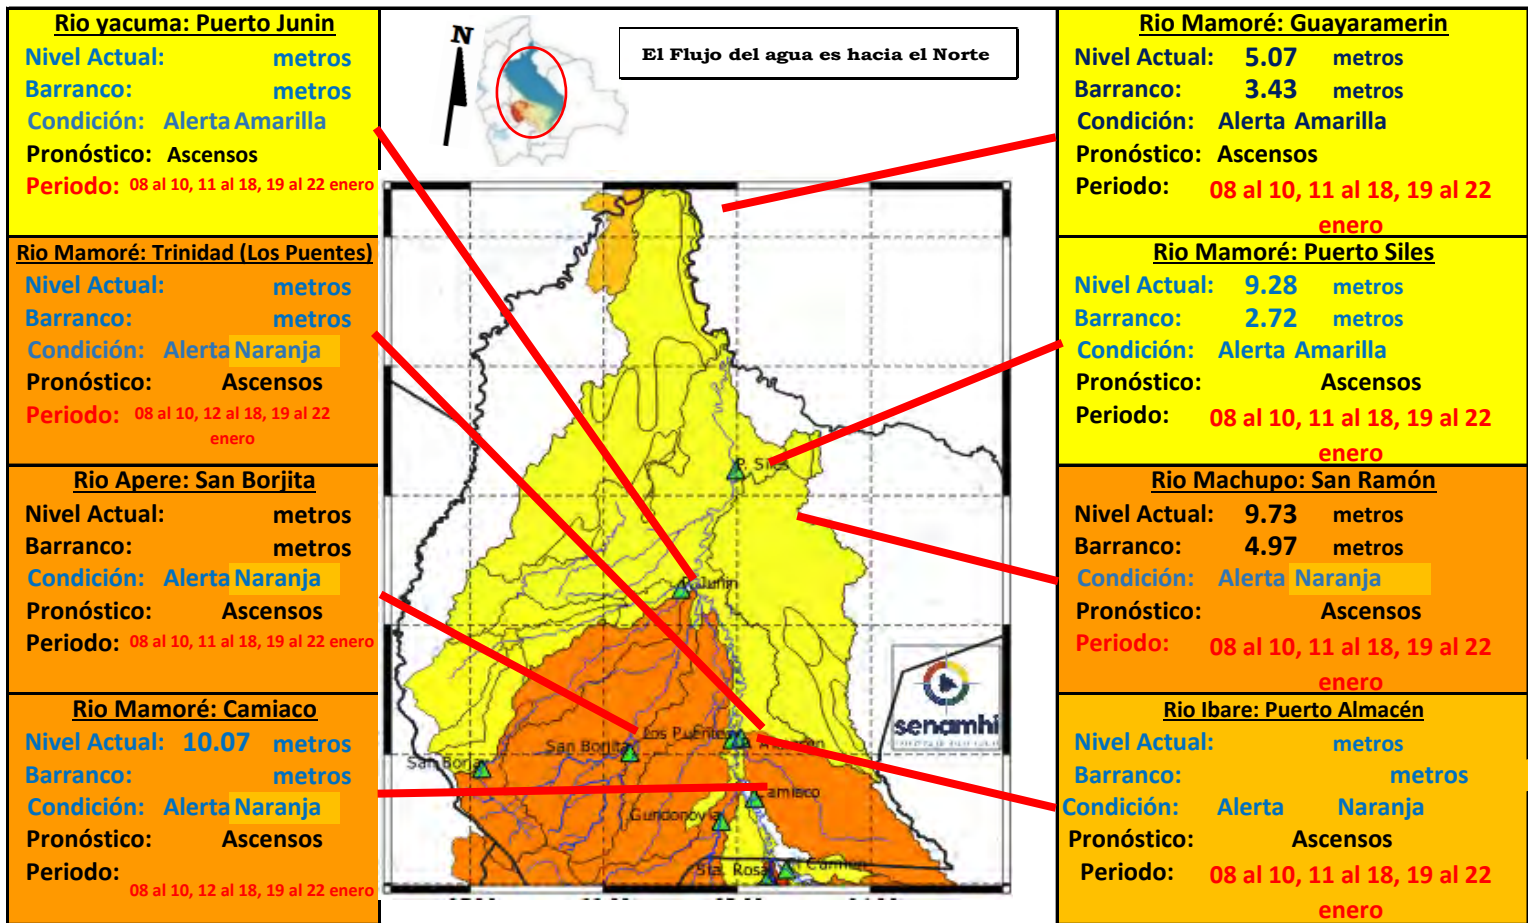 Rio yacuma: Puerto Junin
Nivel Actual: metros
Barranco: metros
Condición: Alerta Amarilla
Pronóstico: Ascensos
Periodo: 08 al 10, 11 al 18, 19 al 22 enero
Rio Mamoré: Trinidad (Los Puentes)
Nivel Actual: metros
Barranco: metros
Condición: Alerta Naranja
Pronóstico: Ascensos
Periodo: 08 al 10, 12 al 18, 19 al 22
enero
Rio Apere: San Borjita
Nivel Actual: metros
Barranco: metros
Condición: Alerta Naranja
Pronóstico: Ascensos
Periodo: 08 al 10, 11 al 18, 19 al 22 enero
Rio Mamoré: Camiaco
Nivel Actual: 10.07 metros
Barranco: metros
Condición: Alerta Naranja
Pronóstico: Ascensos
Periodo:
08 al 10, 12 al 18, 19 al 22 enero
N
El Flujo del agua es hacia el Norte
P. Siles
P. Junin
Los Puentes
San Borjita
San Borja
Camiaco
Gundonovia
Sta. Rosa
El Carmen
senamhi
Rio Mamoré: Guayaramerin
Nivel Actual: 5.07 metros
Barranco: 3.43 metros
Condición: Alerta Amarilla
Pronóstico: Ascensos
Periodo: 08 al 10, 11 al 18, 19 al 22
enero
Rio Mamoré: Puerto Siles
Nivel Actual: 9.28 metros
Barranco: 2.72 metros
Condición: Alerta Amarilla
Pronóstico: Ascensos
Periodo: 08 al 10, 11 al 18, 19 al 22
enero
Rio Machupo: San Ramón
Nivel Actual: 9.73 metros
Barranco: 4.97 metros
Condición: Alerta Naranja
Pronóstico: Ascensos
Periodo: 08 al 10, 11 al 18, 19 al 22
enero
Rio Ibare: Puerto Almacén
Nivel Actual: metros
Barranco: metros
Condición: Alerta Naranja
Pronóstico: Ascensos
Periodo: 08 al 10, 11 al 18, 19 al 22
enero